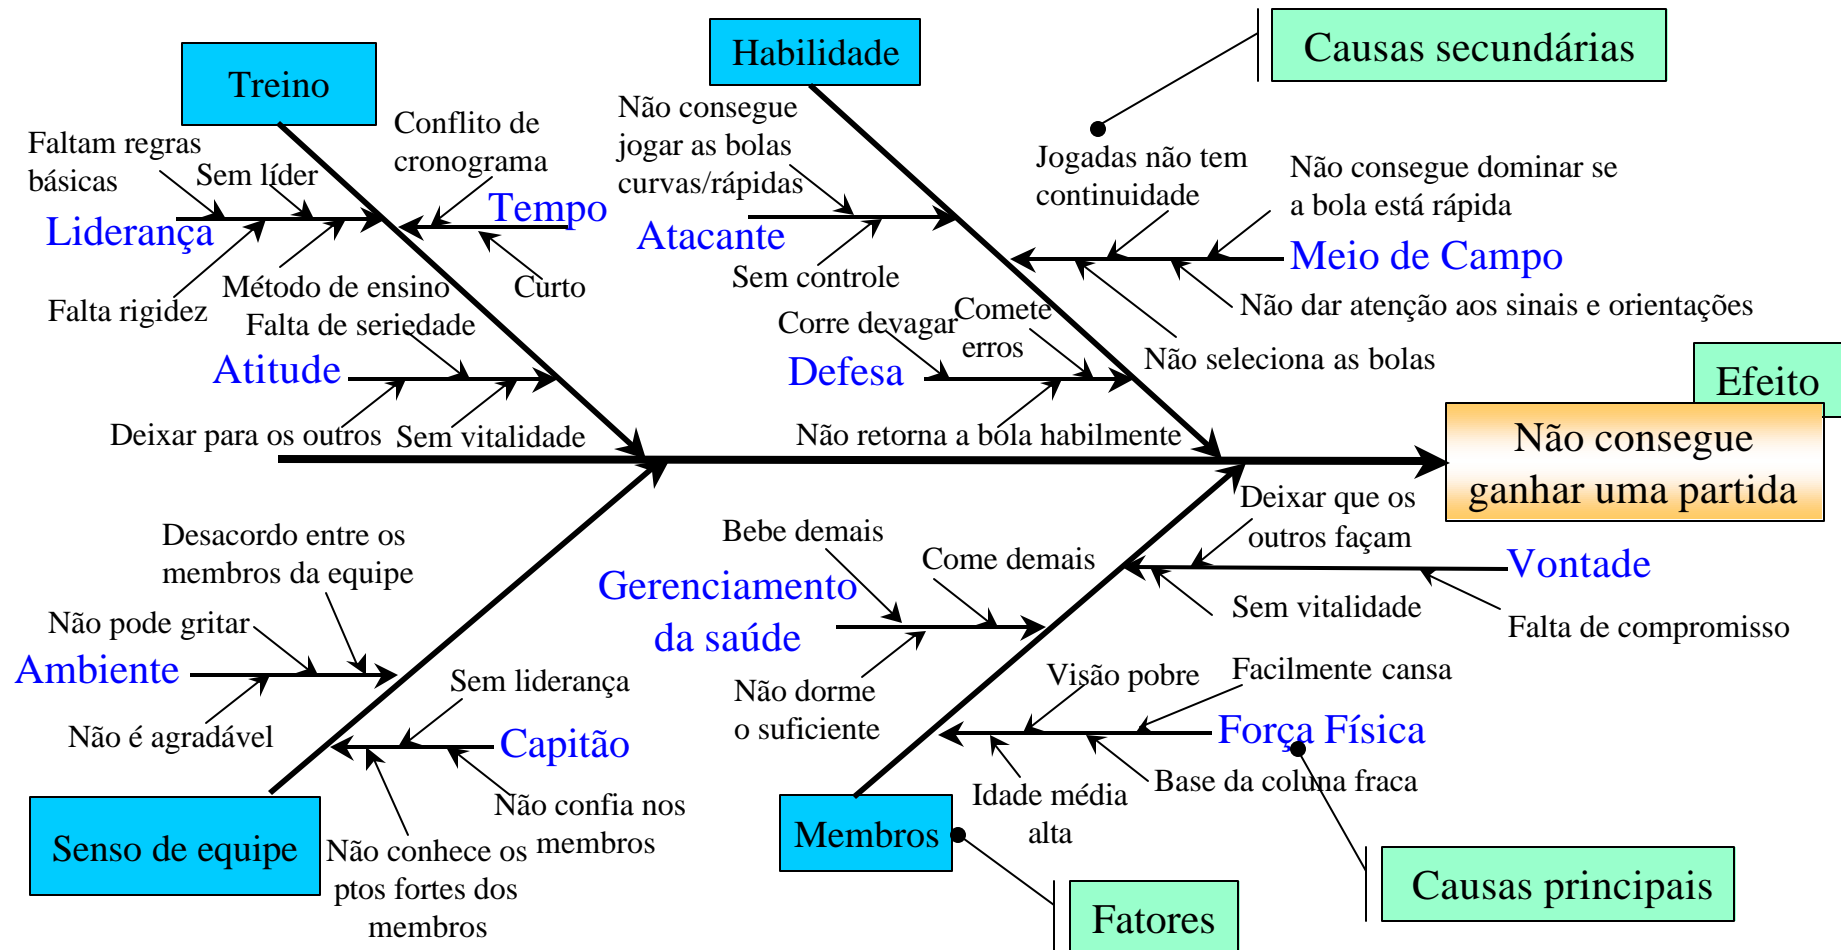 Causas secundárias
Habilidade
Treino
Não consegue
jogar as bolas
curvas/rápidas
Conflito de
cronograma
Faltam regras
básicas
Sem líder
Jogadas não tem
continuidade
Não consegue dominar se
a bola está rápida
Tempo
Liderança
Atacante
Meio de Campo
Sem controle
Método de ensino
Curto
Falta rigidez
Não dar atenção aos sinais e orientações
Falta de seriedade
Corre devagar
Comete
erros
Não seleciona as bolas
Atitude
Defesa
Efeito
Deixar para os outros
Sem vitalidade
Não retorna a bola habilmente
Não consegue
ganhar uma partida
Deixar que os
outros façam
Desacordo entre os
membros da equipe
Bebe demais
Come demais
Vontade
Gerenciamento
da saúde
Sem vitalidade
Falta de compromisso
Não pode gritar
Ambiente
Sem liderança
Visão pobre
Facilmente cansa
Não dorme
o suficiente
Não é agradável
Capitão
Força Física
Base da coluna fraca
Idade média
alta
Não confia nos
membros
Senso de equipe
Membros
Não conhece os
ptos fortes dos
membros
Causas principais
Fatores